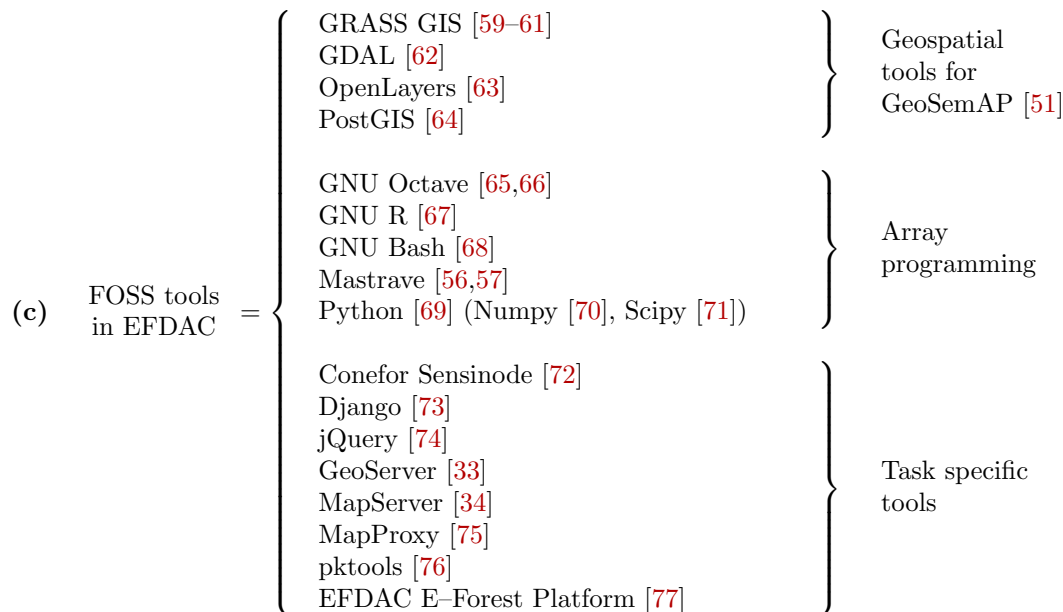 GRASS GIS [59–61]
GDAL [62]
OpenLayers [63]
PostGIS [64]
Geospatial
tools for
GeoSemAP [51]
(c) FOSS tools
in EFDAC =
GNU Octave [65,66]
GNU R [67]
GNU Bash [68]
Mastrave [56,57]
Python [69] (Numpy [70], Scipy [71])
Array
programming
Conefor Sensinode [72]
Django [73]
jQuery [74]
GeoServer [33]
MapServer [34]
MapProxy [75]
pktools [76]
EFDAC E–Forest Platform [77]
Task specific
tools